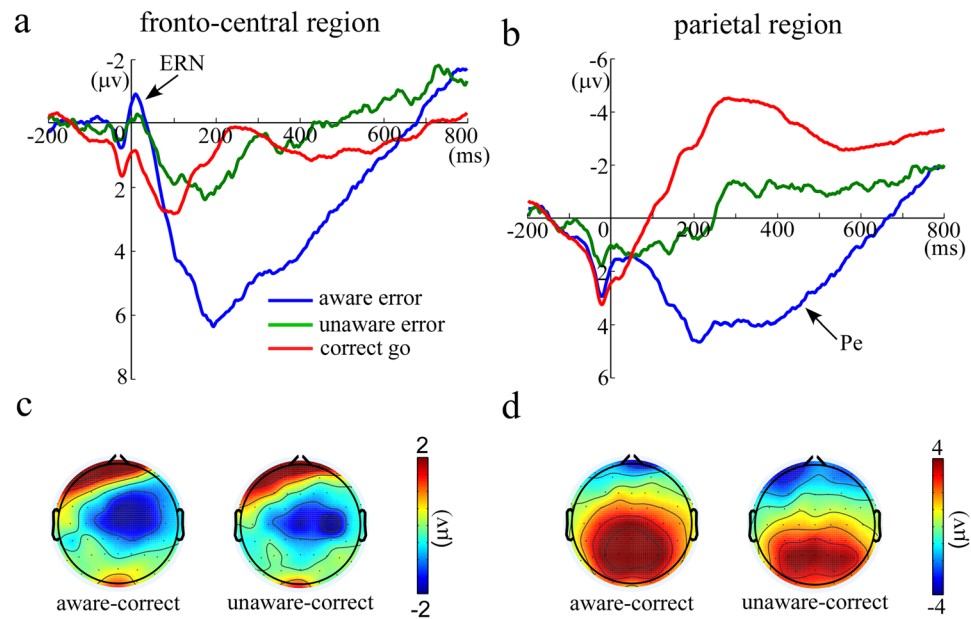 a
fronto-central region
-2
(μv)
ERN
-200
0
200
400
600
800
(ms)
2
4
6
8
aware error
unaware error
correct go
b
parietal region
-6
(μv)
-4
-2
-200
0
200
400
600
800
(ms)
2
4
6
Pe
c
aware-correct
unaware-correct
2
(μv)
-2
d
aware-correct
unaware-correct
4
(μv)
-4